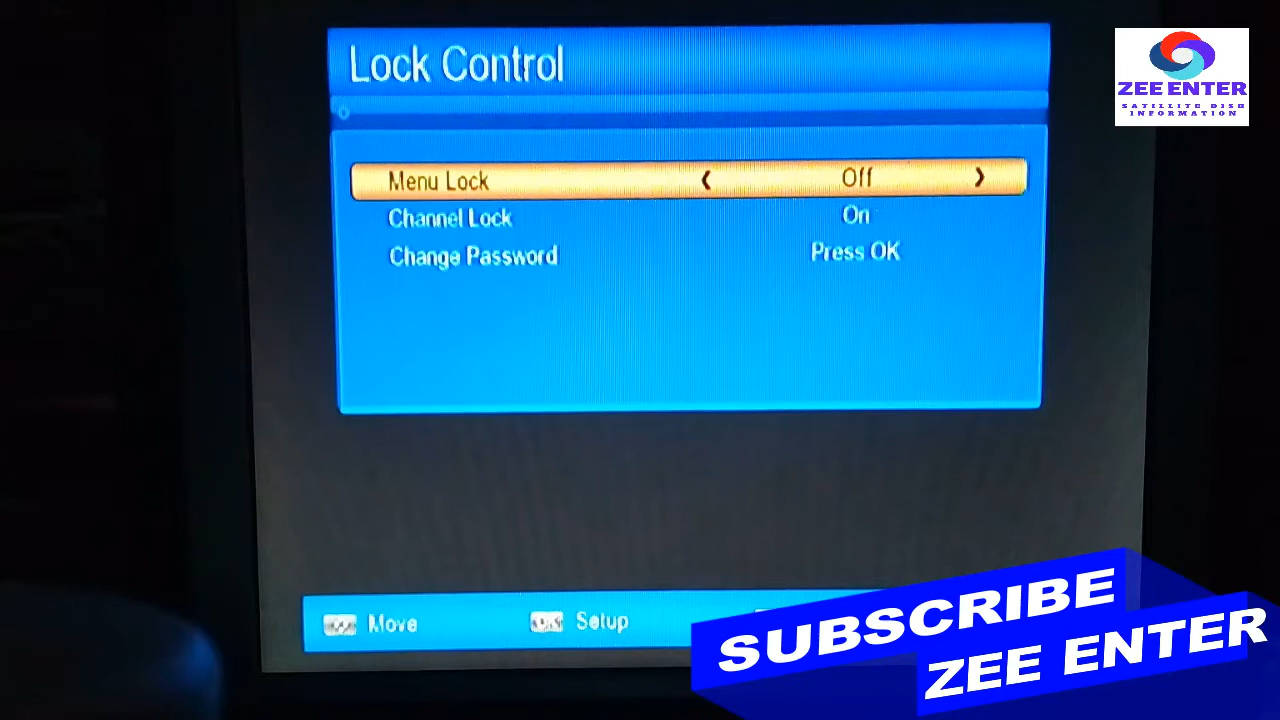 Lock Control
ZEE ENTER
SATILLITE DISH
INFORMATION
Menu Lock Off
Channel Lock On
Change Password Press OK
Move Setup
SUBSCRIBE
ZEE ENTER